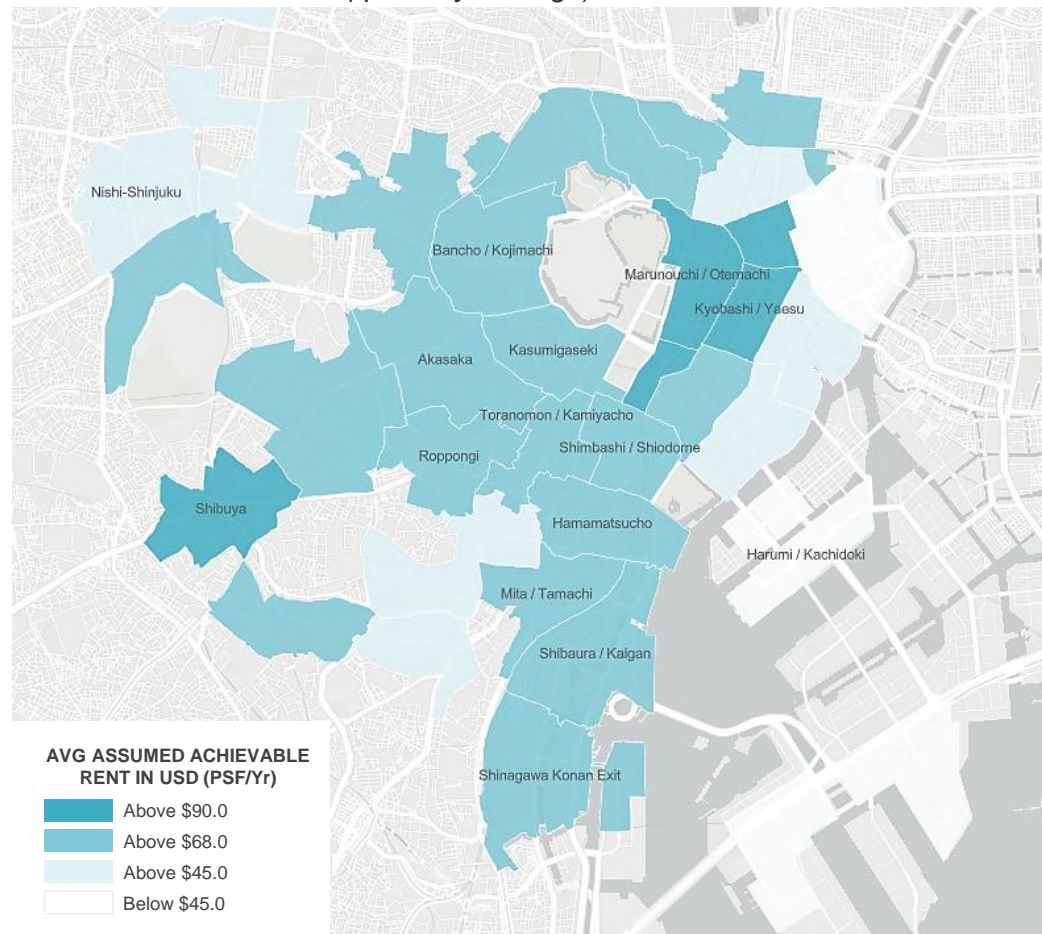 Nishi-Shinjuku
Bancho / Kojimachi
Marunouchi / Otemachi
Kyobashi / Yaesu
Kasumigaseki
Akasaka
Toranomon / Kamiyacho
Shimbashi / Shiodome
Roppongi
Shibuya
Hamamatsucho
Harumi / Kachidoki
Mita / Tamachi
Shibaura / Kaigan
Shinagawa Konan Exit
AVG ASSUMED ACHIEVABLE
RENT IN USD (PSF/Yr)
Above $90.0
Above $68.0
Above $45.0
Below $45.0